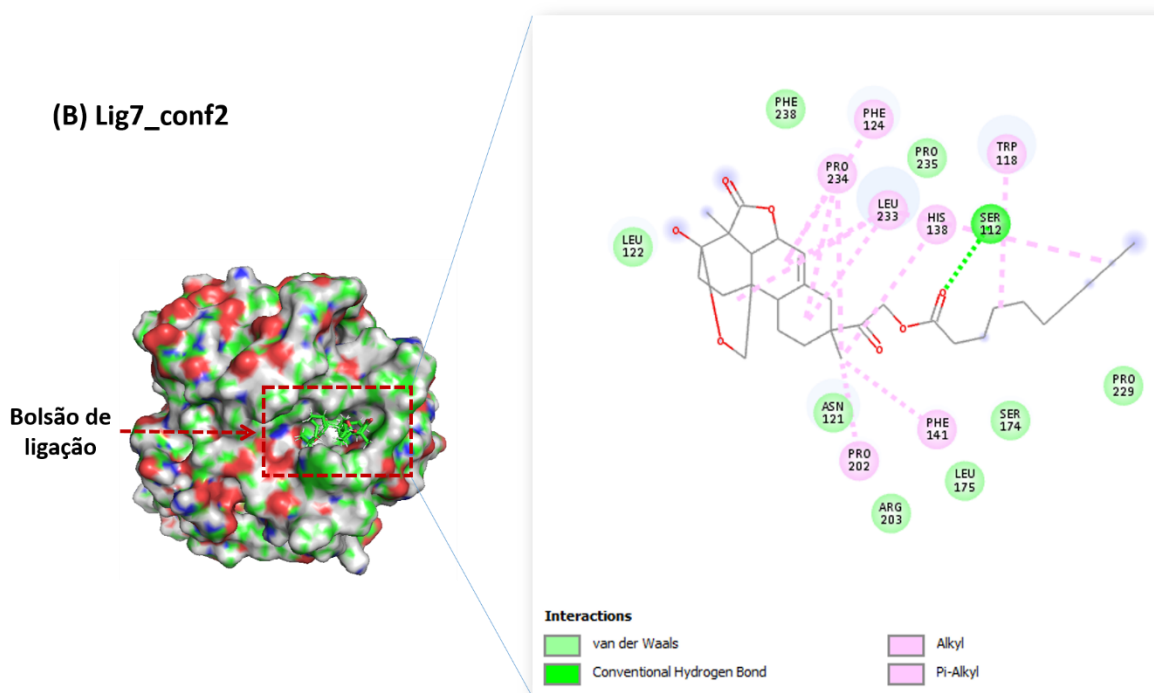 (B) Lig7_conf2
Bolsão de
ligação
PHE
238
PHE
124
PRO
235
TRP
118
PRO
234
LEU
233
HIS
138
SER
112
LEU
122
ASN
121
PRO
202
PHE
141
SER
174
PRO
229
LEU
175
ARG
203
O
O
O
O
O
O
O
Interactions
van der Waals
Conventional Hydrogen Bond
Alkyl
Pi-Alkyl